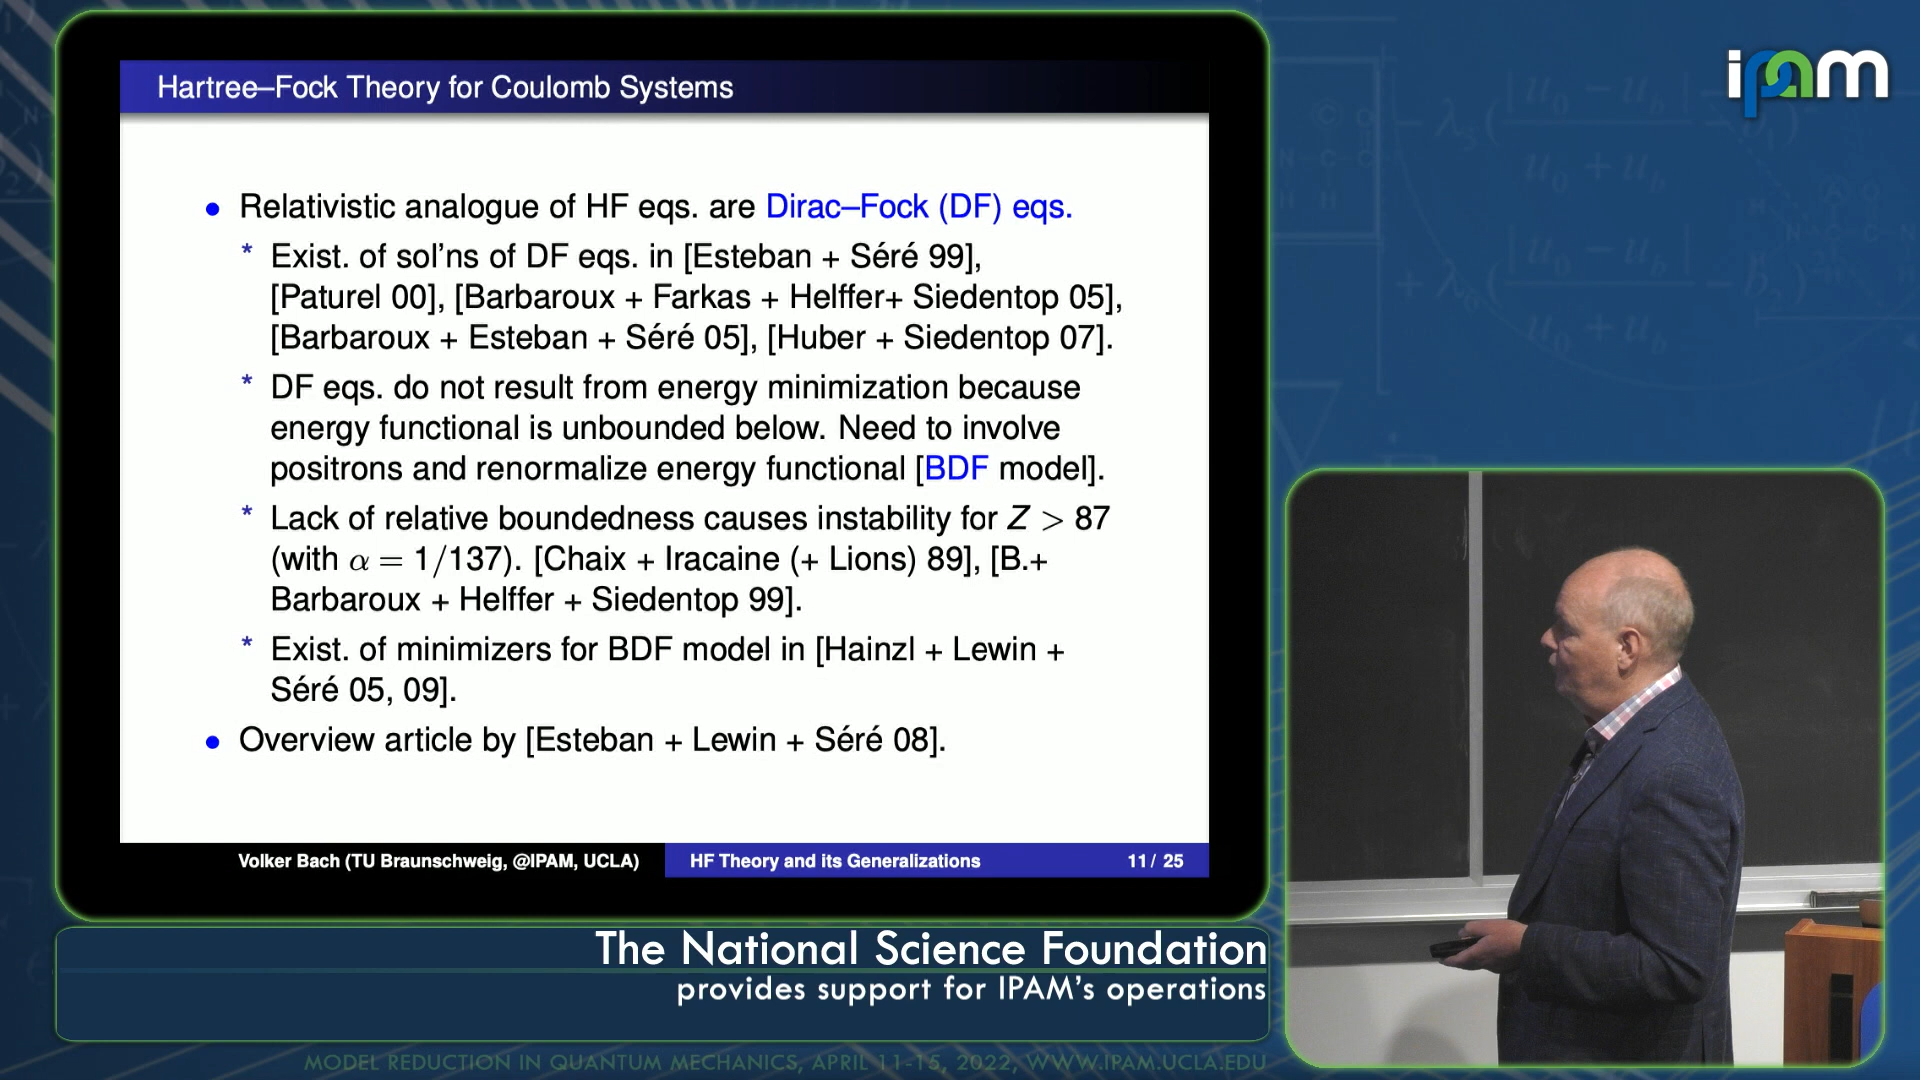 Hartree–Fock Theory for Coulomb Systems
• Relativistic analogue of HF eqs. are Dirac–Fock (DF) eqs.
* Exist. of sol'ns of DF eqs. in [Esteban + Séré 99],
[Paturel 00], [Barbaroux + Farkas + Helffer+ Siedentop 05],
[Barbaroux + Esteban + Séré 05], [Huber + Siedentop 07].
* DF eqs. do not result from energy minimization because
energy functional is unbounded below. Need to involve
positrons and renormalize energy functional [BDF model].
* Lack of relative boundedness causes instability for Z > 87
(with α = 1/137). [Chaix + Iracaine (+ Lions) 89], [B.+
Barbaroux + Helffer + Siedentop 99].
* Exist. of minimizers for BDF model in [Hainzl + Lewin +
Séré 05, 09].
• Overview article by [Esteban + Lewin + Séré 08].
Volker Bach (TU Braunschweig, @IPAM, UCLA) HF Theory and its Generalizations 11 / 25
ipam
The National Science Foundation
provides support for IPAM's operations
MODEL REDUCTION IN QUANTUM MECHANICS, APRIL 11-15, 2022, WWW.IPAM.UCLA.EDU